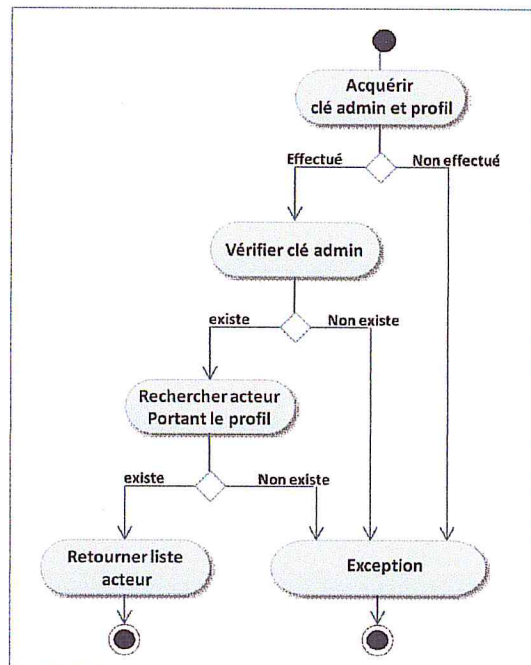 Acquérir
clé admin et profil
Effectué
Non effectué
Vérifier clé admin
existe
Non existe
Rechercher acteur
Portant le profil
existe
Non existe
Retourner liste
acteur
Exception